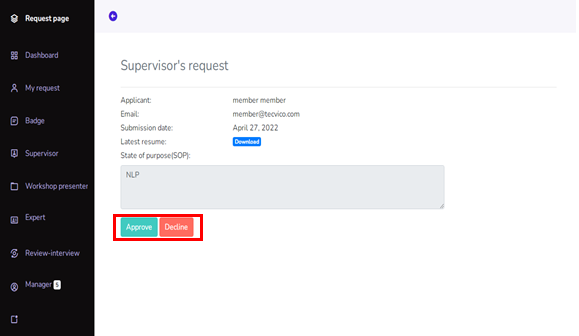 Request page
Dashboard
My request
Badge
Supervisor
Workshop presenter
Expert
Review-interview
Manager 5
Supervisor's request
Applicant: member member
Email: member@tecvico.com
Submission date: April 27, 2022
Latest resume: Download
State of purpose(SOP):
NLP
Approve Decline